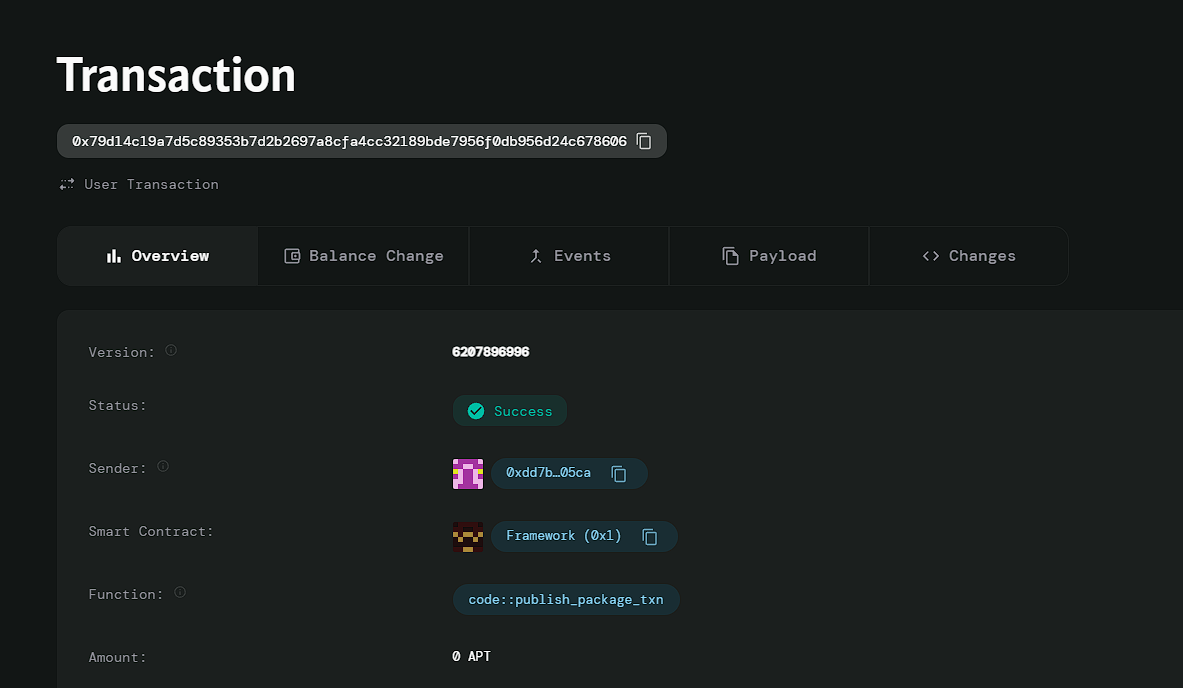 Transaction
0x79d14c19a7d5c89353b7d2b2697a8cfa4cc32189bde7956f0db956d24c678606
User Transaction
Overview Balance Change Events Payload Changes
Version: 6207896996
Status: Success
Sender: 0xdd7b…05ca
Smart Contract: Framework (0x1)
Function: code::publish_package_txn
Amount: 0 APT